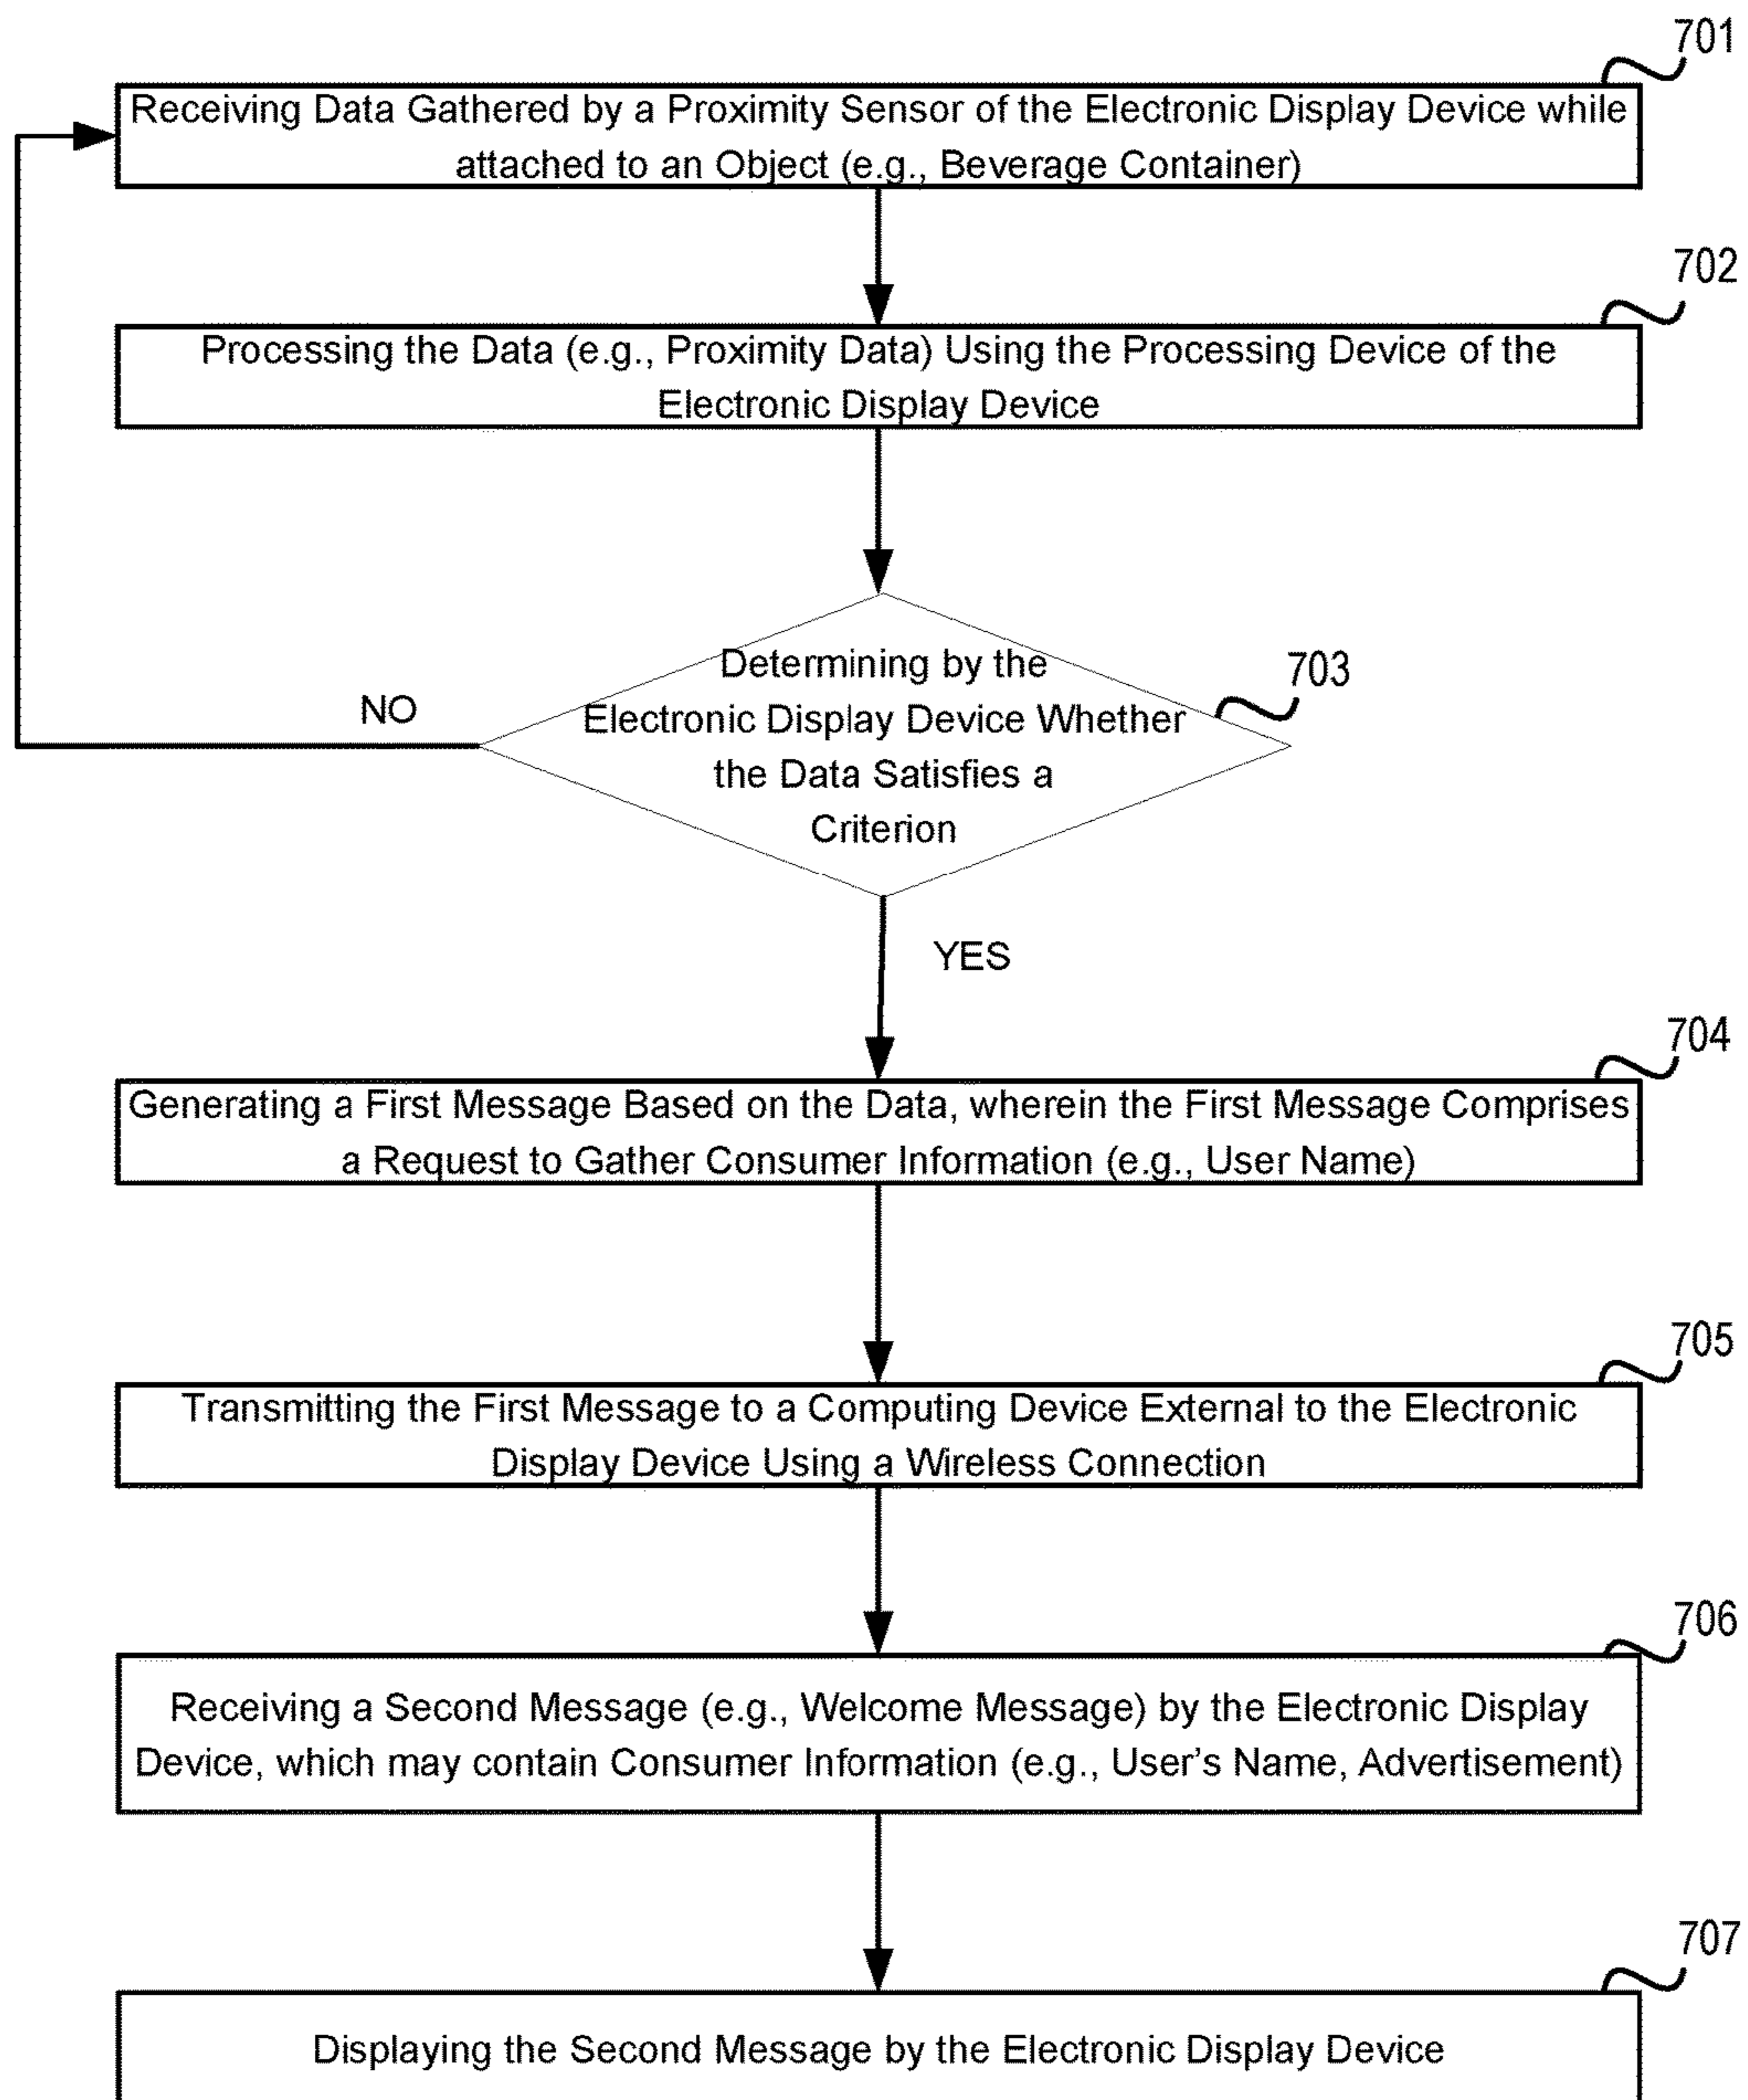 701
Receiving Data Gathered by a Proximity Sensor of the Electronic Display Device while
attached to an Object (e.g., Beverage Container)
702
Processing the Data (e.g., Proximity Data) Using the Processing Device of the
Electronic Display Device
703
Determining by the
Electronic Display Device Whether
the Data Satisfies a
Criterion
NO
YES
704
Generating a First Message Based on the Data, wherein the First Message Comprises
a Request to Gather Consumer Information (e.g., User Name)
705
Transmitting the First Message to a Computing Device External to the Electronic
Display Device Using a Wireless Connection
706
Receiving a Second Message (e.g., Welcome Message) by the Electronic Display
Device, which may contain Consumer Information (e.g., User’s Name, Advertisement)
707
Displaying the Second Message by the Electronic Display Device